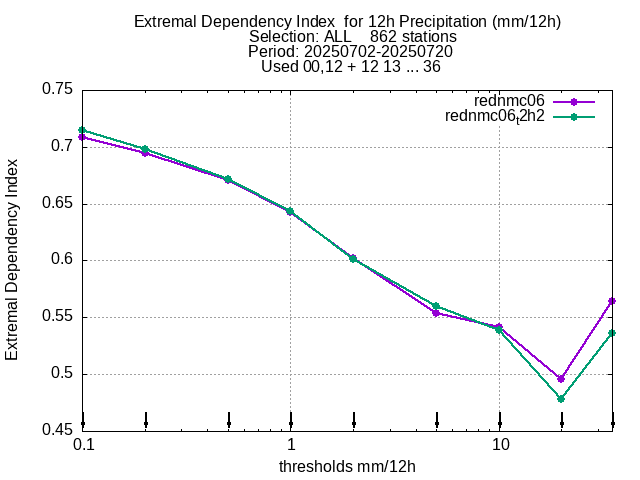 Extremal Dependency Index  for 12h Precipitation (mm/12h)
Selection: ALL    862 stations
Period: 20250702-20250720
Used 00,12 + 12 13 ... 36
rednmc06
rednmc06t2h2
0.75
0.7
0.65
0.6
0.55
0.5
0.45
Extremal Dependency Index
0.1 1 10
thresholds mm/12h